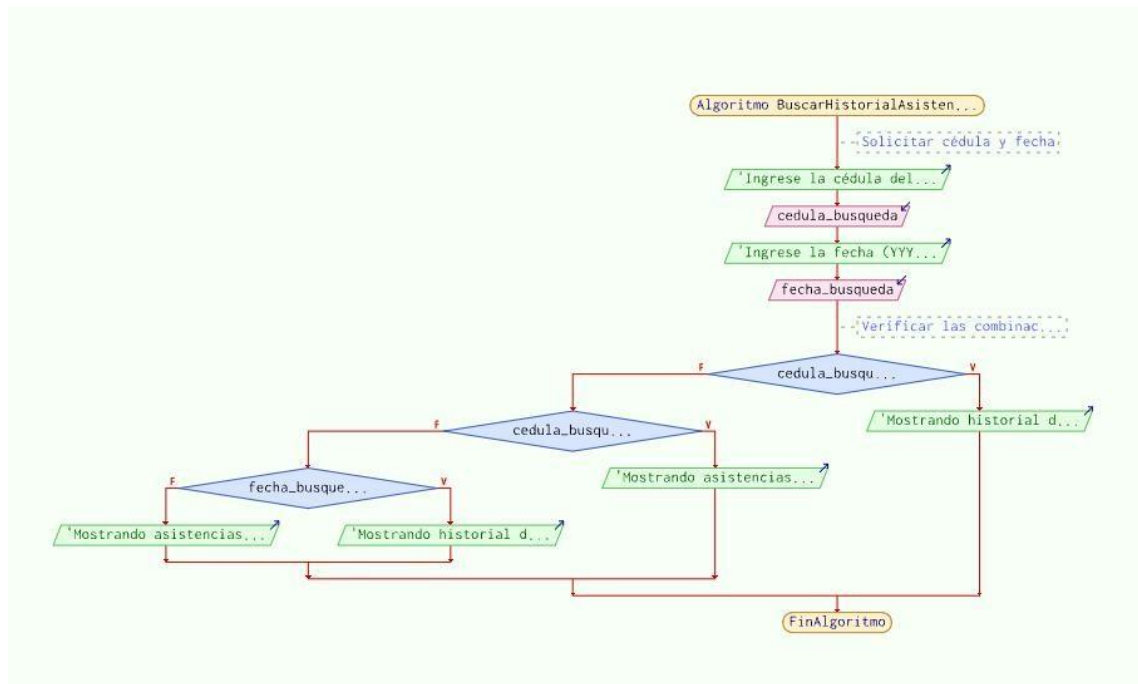 Algoritmo BuscarHistorialAsisten...
Solicitar cédula y fecha
'Ingrese la cédula del...
cedula_busqueda
'Ingrese la fecha (YYY...
fecha_busqueda
Verificar las combinac...
F
cedula_busqu...
V
'Mostrando historial d...
F
cedula_busqu...
V
'Mostrando asistencias...
F
fecha_busque...
V
'Mostrando asistencias...
'Mostrando historial d...
FinAlgoritmo